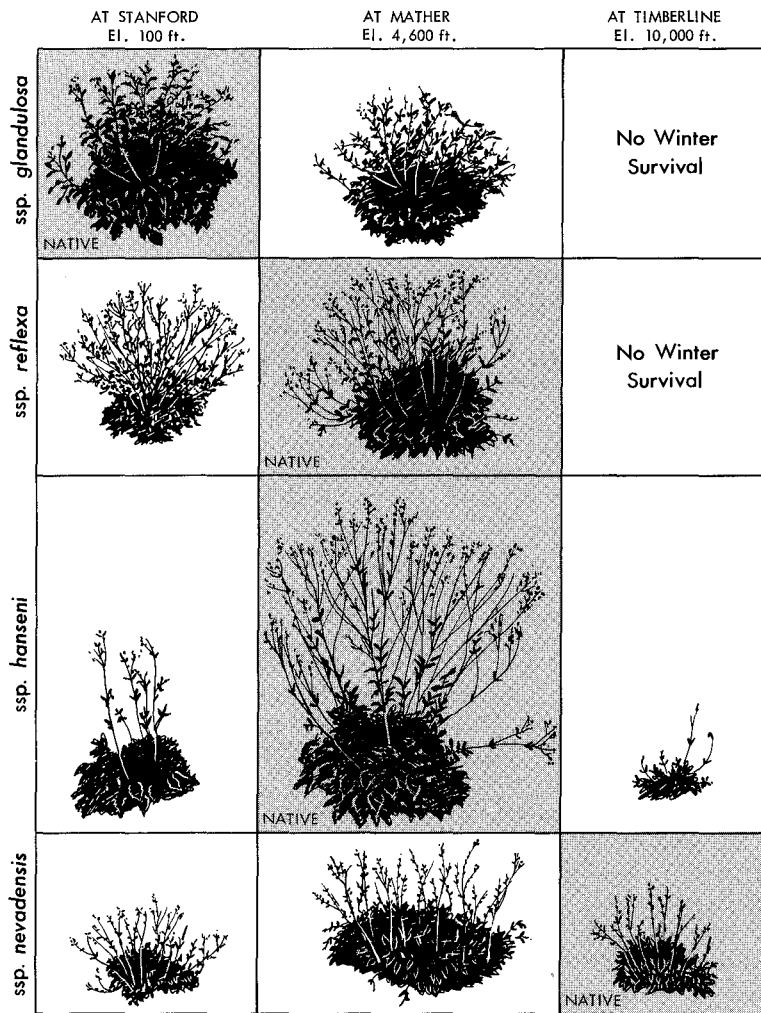 AT STANFORD
El. 100 ft.
AT MATHER
El. 4,600 ft.
AT TIMBERLINE
El. 10,000 ft.
ssp. glandulosa
NATIVE
No Winter
Survival
ssp. reflexa
NATIVE
No Winter
Survival
ssp. hanseni
NATIVE
ssp. nevadensis
NATIVE